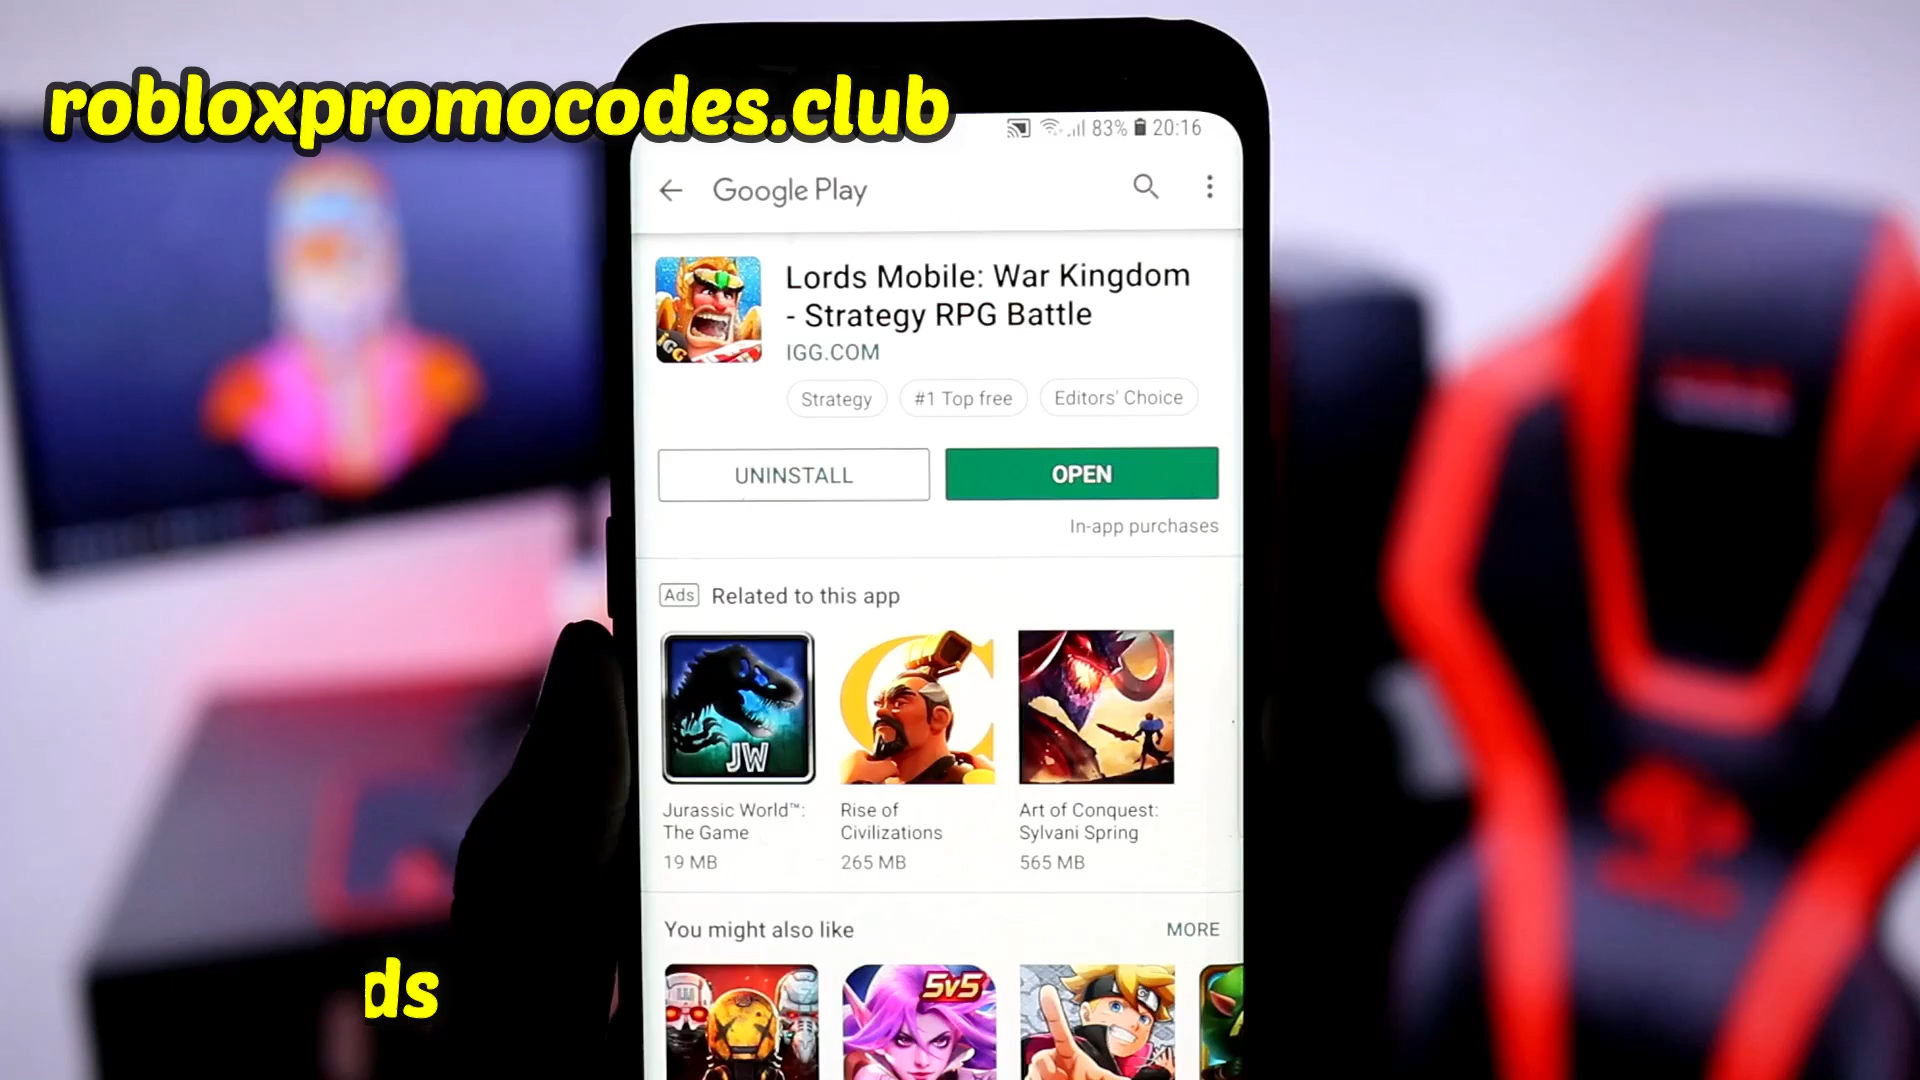 robloxpromocodes.club
83% 20:16
Google Play
Lords Mobile: War Kingdom
- Strategy RPG Battle
IGG.COM
IGG
Strategy
#1 Top free
Editors' Choice
UNINSTALL
OPEN
In-app purchases
Ads Related to this app
JW
Jurassic World™:
The Game
19 MB
Rise of
Civilizations
265 MB
Art of Conquest:
Sylvani Spring
565 MB
You might also like
MORE
5v5
ds